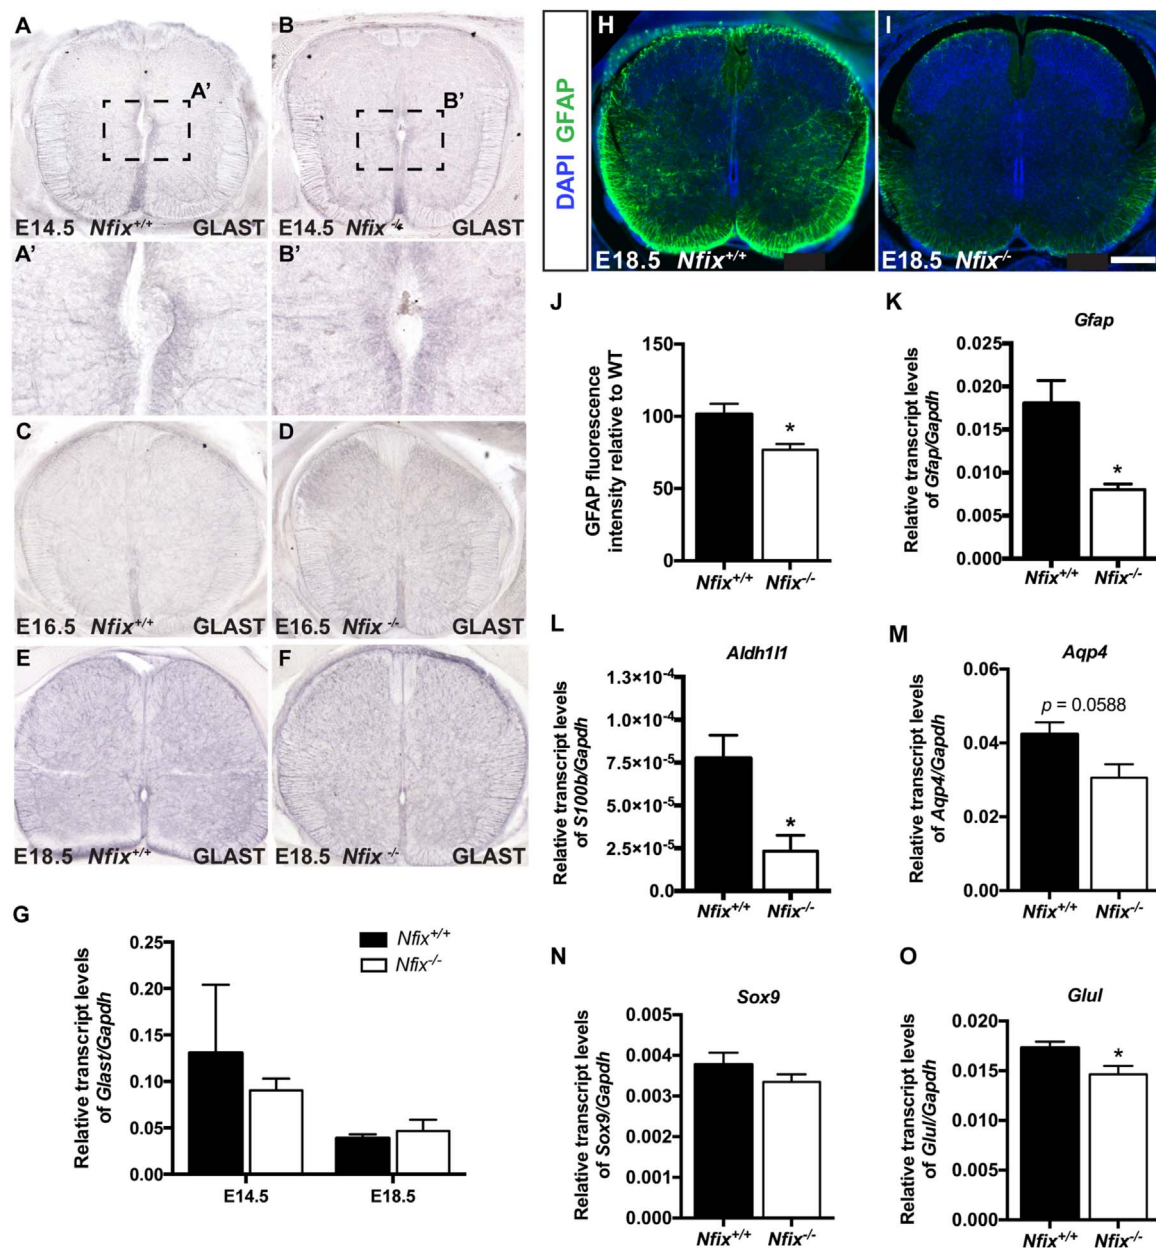 A
A'
E14.5 Nfix+/+ GLAST
B
B'
E14.5 Nfix-/- GLAST
A'
B'
C
E16.5 Nfix+/+ GLAST
D
E16.5 Nfix-/- GLAST
E
E18.5 Nfix+/+ GLAST
F
E18.5 Nfix-/- GLAST
G
Relative transcript levels
of Glast/Gapdh
0.25
0.20
0.15
0.10
0.05
0.00
E14.5
E18.5
Nfix+/+
Nfix-/-
DAPI GFAP
H
E18.5 Nfix+/+
I
E18.5 Nfix-/-
J
GFAP fluorescence
intensity relative to WT
150
100
50
0
*
Nfix+/+
Nfix-/-
K
Gfap
Relative transcript levels
of Gfap/Gapdh
0.025
0.020
0.015
0.010
0.005
0.000
*
Nfix+/+
Nfix-/-
L
Aldh1l1
Relative transcript levels
of S100b/Gapdh
1.3×10-4
1.0×10-4
7.5×10-5
5.0×10-5
2.5×10-5
0.0
*
Nfix+/+
Nfix-/-
M
Aqp4
Relative transcript levels
of Aqp4/Gapdh
0.06
0.04
0.02
0.00
p = 0.0588
Nfix+/+
Nfix-/-
N
Sox9
Relative transcript levels
of Sox9/Gapdh
0.005
0.004
0.003
0.002
0.001
0.000
Nfix+/+
Nfix-/-
O
Glul
Relative transcript levels
of Glul/Gapdh
0.020
0.015
0.010
0.005
0.000
*
Nfix+/+
Nfix-/-